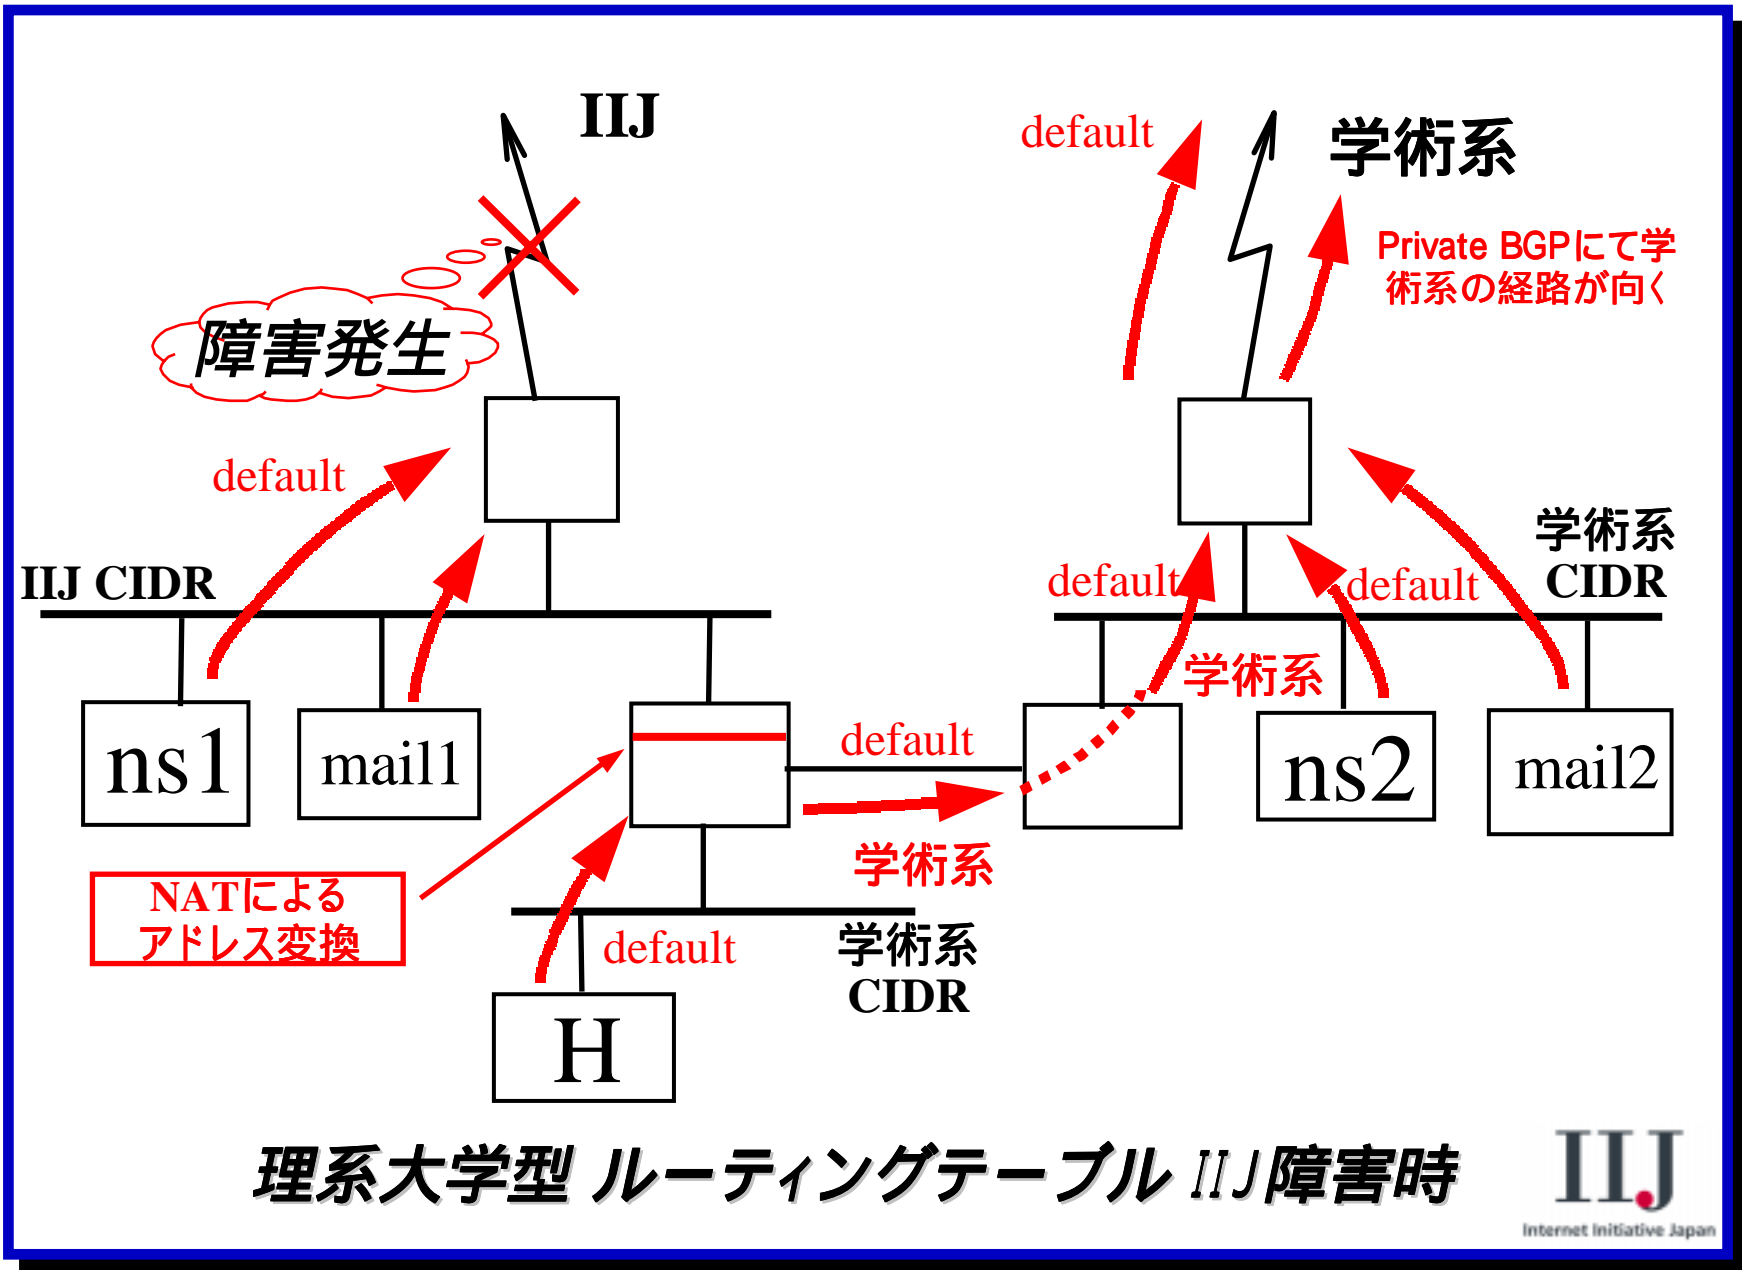 IIJ
default
学術系
Private BGPにて学
術系の経路が向く
障害発生
default
IIJ CIDR
default
default
学術系
CIDR
学術系
ns1
mail1
default
ns2
mail2
学術系
NATによる
アドレス変換
default
学術系
CIDR
H
理系大学型 ルーティングテーブル IIJ障害時
IIJ
Internet Initiative Japan